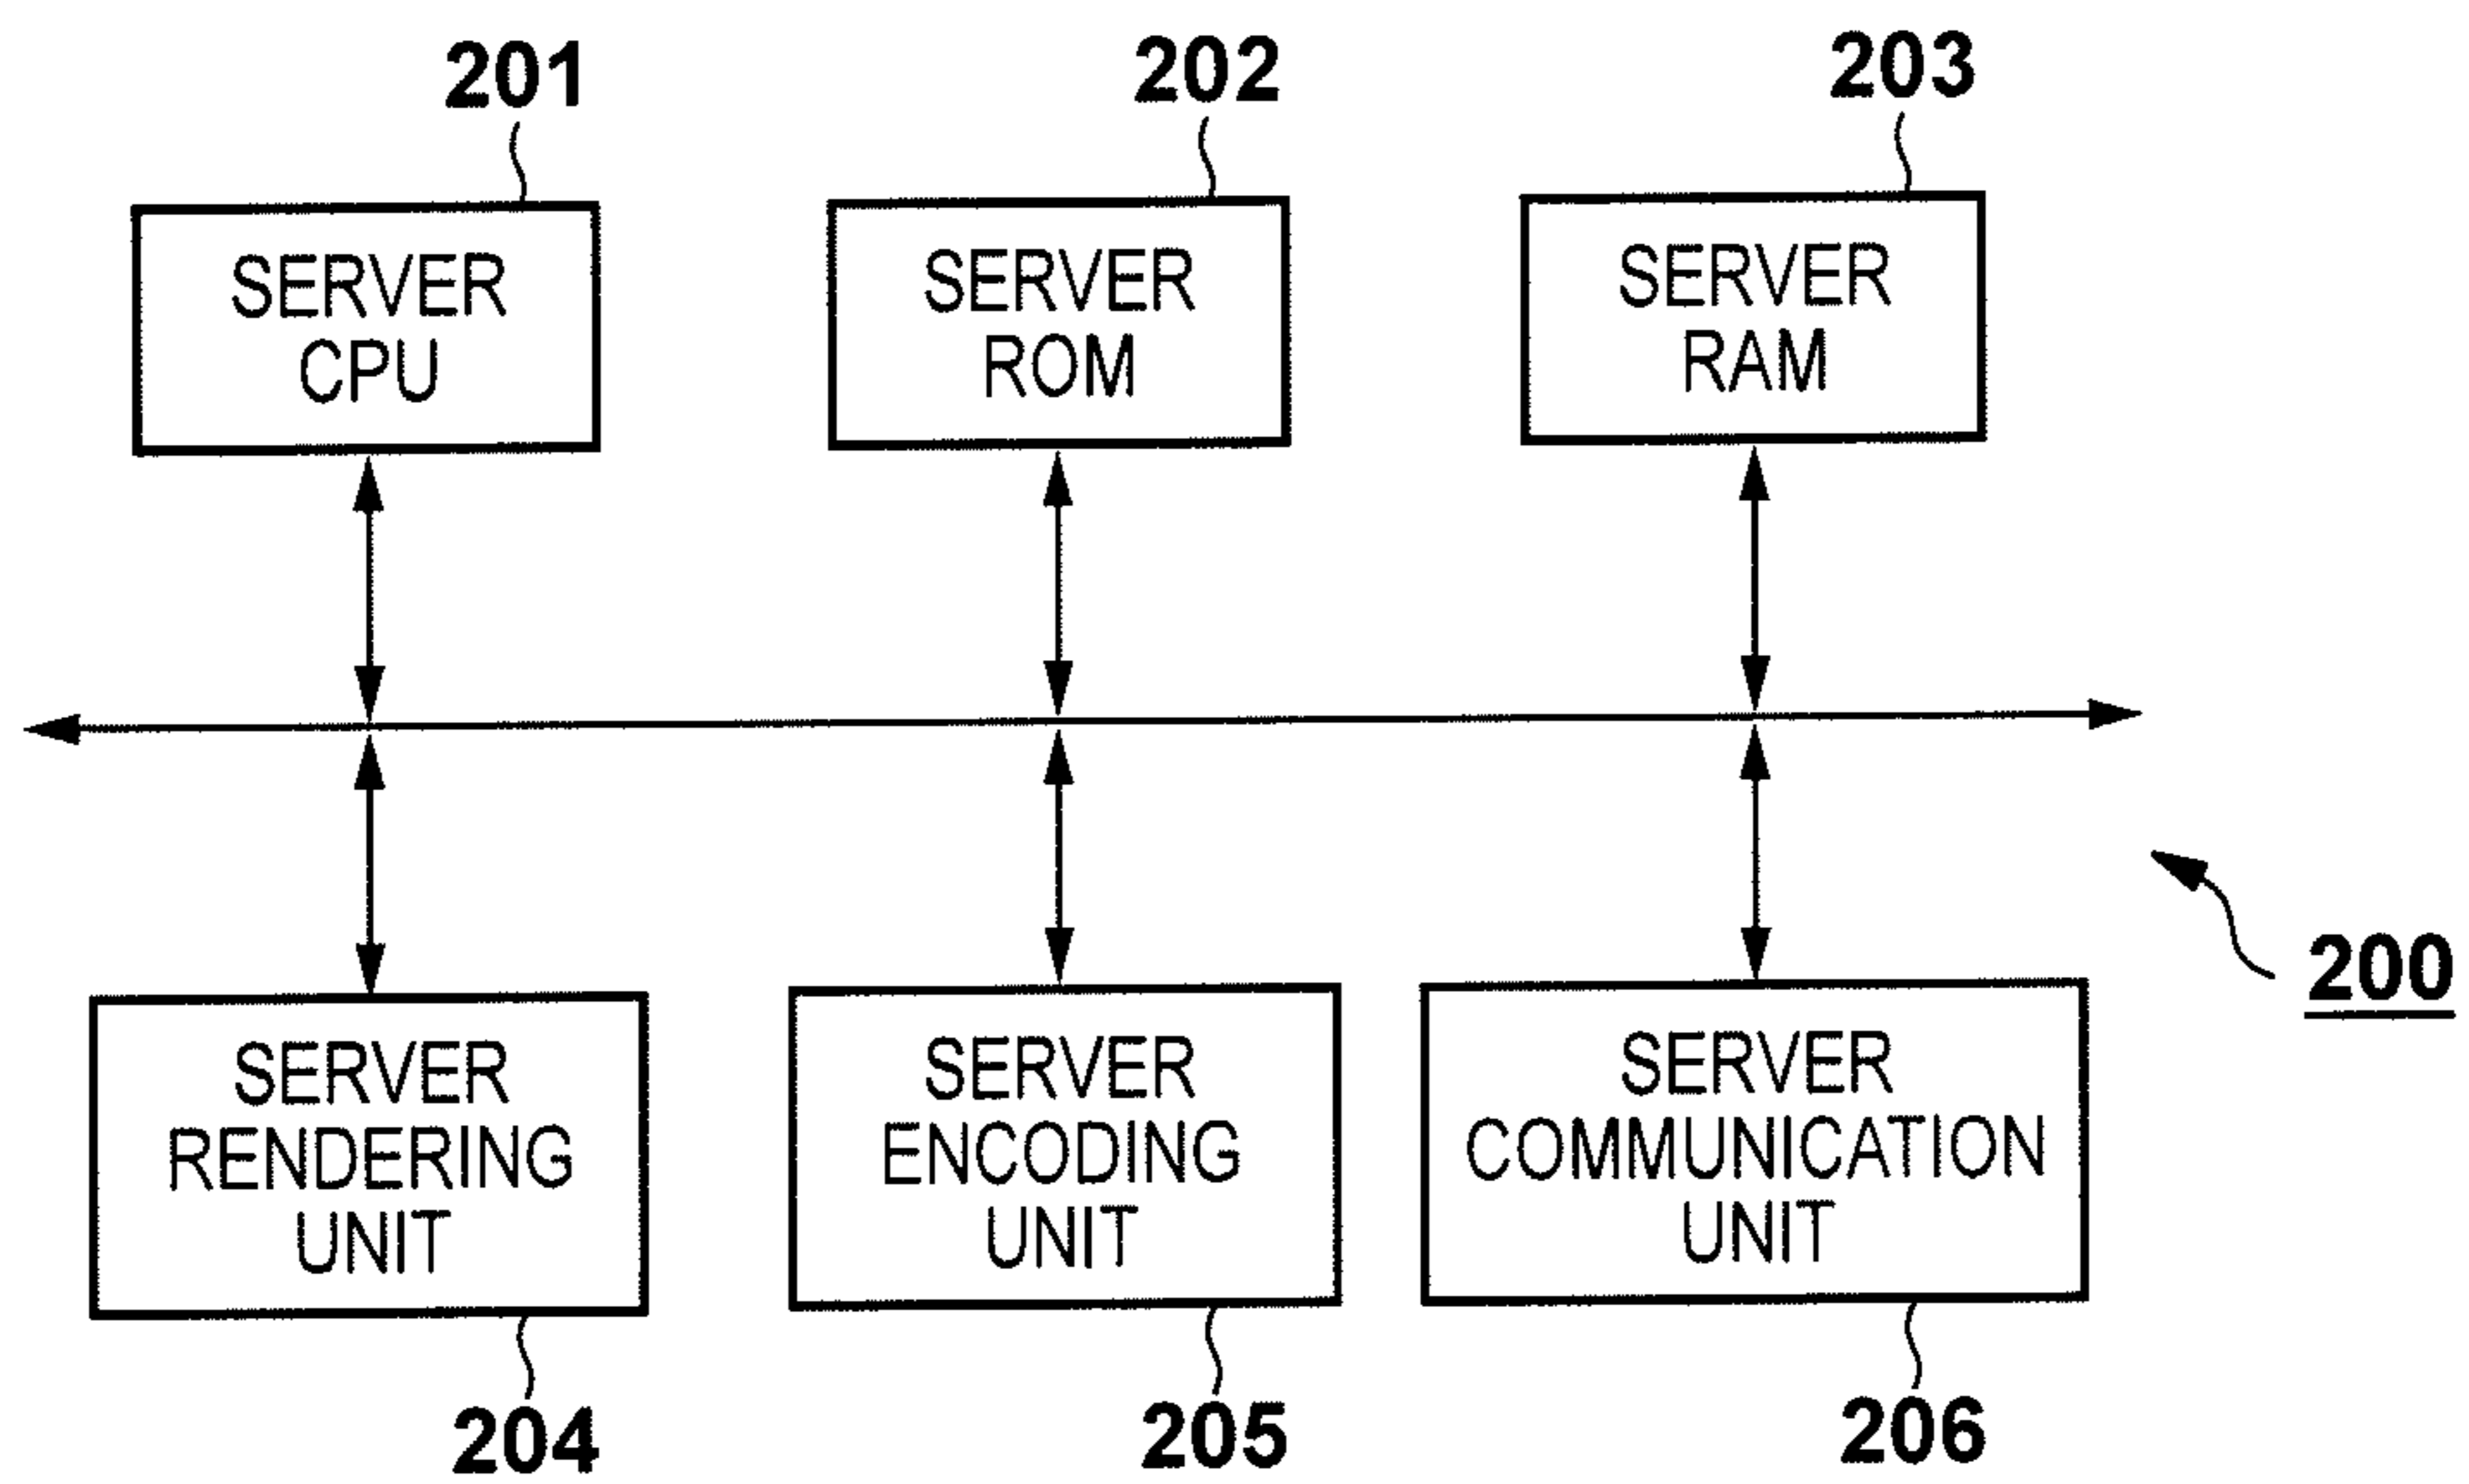 201
202
203
SERVER
CPU
SERVER
ROM
SERVER
RAM
200
SERVER
RENDERING
UNIT
SERVER
ENCODING
UNIT
SERVER
COMMUNICATION
UNIT
204
205
206